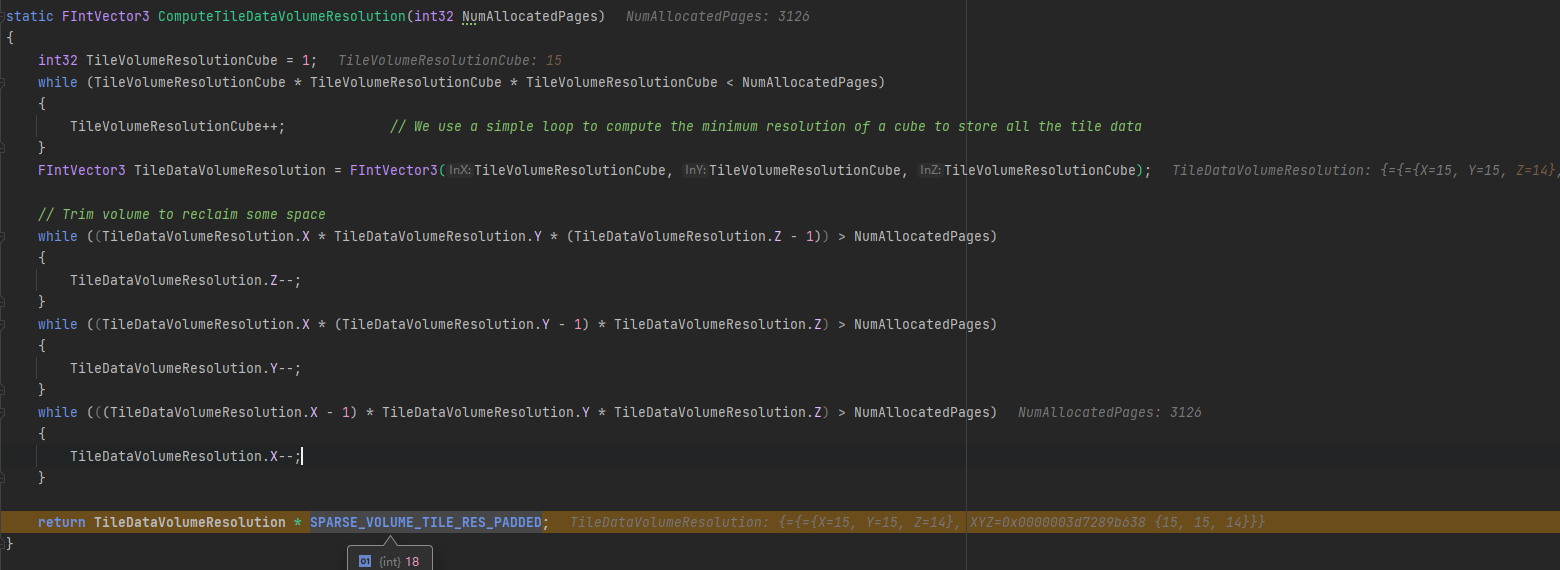 static FIntVector3 ComputeTileDataVolumeResolution(int32 NumAllocatedPages) NumAllocatedPages: 3126
{
int32 TileVolumeResolutionCube = 1; TileVolumeResolutionCube: 15
while (TileVolumeResolutionCube * TileVolumeResolutionCube * TileVolumeResolutionCube < NumAllocatedPages)
{
TileVolumeResolutionCube++; // We use a simple loop to compute the minimum resolution of a cube to store all the tile data
}
FIntVector3 TileDataVolumeResolution = FIntVector3( InX: TileVolumeResolutionCube, InY: TileVolumeResolutionCube, InZ: TileVolumeResolutionCube); TileDataVolumeResolution: {={={X=15, Y=15, Z=14},
// Trim volume to reclaim some space
while ((TileDataVolumeResolution.X * TileDataVolumeResolution.Y * (TileDataVolumeResolution.Z - 1)) > NumAllocatedPages)
{
TileDataVolumeResolution.Z--;
}
while ((TileDataVolumeResolution.X * (TileDataVolumeResolution.Y - 1) * TileDataVolumeResolution.Z) > NumAllocatedPages)
{
TileDataVolumeResolution.Y--;
}
while (((TileDataVolumeResolution.X - 1) * TileDataVolumeResolution.Y * TileDataVolumeResolution.Z) > NumAllocatedPages) NumAllocatedPages: 3126
{
TileDataVolumeResolution.X--;
}
return TileDataVolumeResolution * SPARSE_VOLUME_TILE_RES_PADDED; TileDataVolumeResolution: {={={X=15, Y=15, Z=14}, XYZ=0x0000003d7289b638 {15, 15, 14}}}
}
01 {int} 18